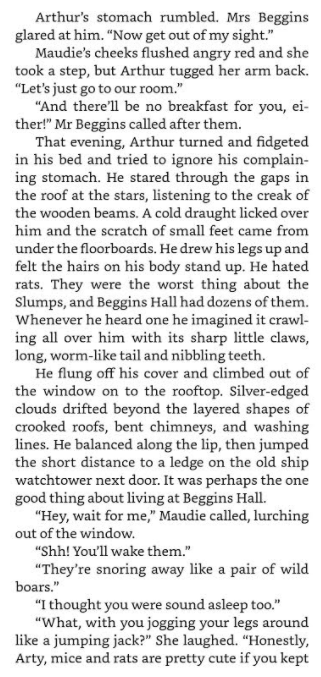 Arthur's stomach rumbled. Mrs Beggins
glared at him. “Now get out of my sight.”
Maudie's cheeks flushed angry red and she
took a step, but Arthur tugged her arm back.
“Let's just go to our room.”
“And there'll be no breakfast for you, ei-
ther!” Mr Beggins called after them.
That evening, Arthur turned and fidgeted
in his bed and tried to ignore his complain-
ing stomach. He stared through the gaps in
the roof at the stars, listening to the creak of
the wooden beams. A cold draught licked over
him and the scratch of small feet came from
under the floorboards. He drew his legs up and
felt the hairs on his body stand up. He hated
rats. They were the worst thing about the
Slumps, and Beggins Hall had dozens of them.
Whenever he heard one he imagined it crawl-
ing all over him with its sharp little claws,
long, worm-like tail and nibbling teeth.
He flung off his cover and climbed out of
the window on to the rooftop. Silver-edged
clouds drifted beyond the layered shapes of
crooked roofs, bent chimneys, and washing
lines. He balanced along the lip, then jumped
the short distance to a ledge on the old ship
watchtower next door. It was perhaps the one
good thing about living at Beggins Hall.
“Hey, wait for me,” Maudie called, lurching
out of the window.
“Shh! You'll wake them.”
“They're snoring away like a pair of wild
boars.”
“I thought you were sound asleep too.”
“What, with you jogging your legs around
like a jumping jack?” She laughed. “Honestly,
Arty, mice and rats are pretty cute if you kept